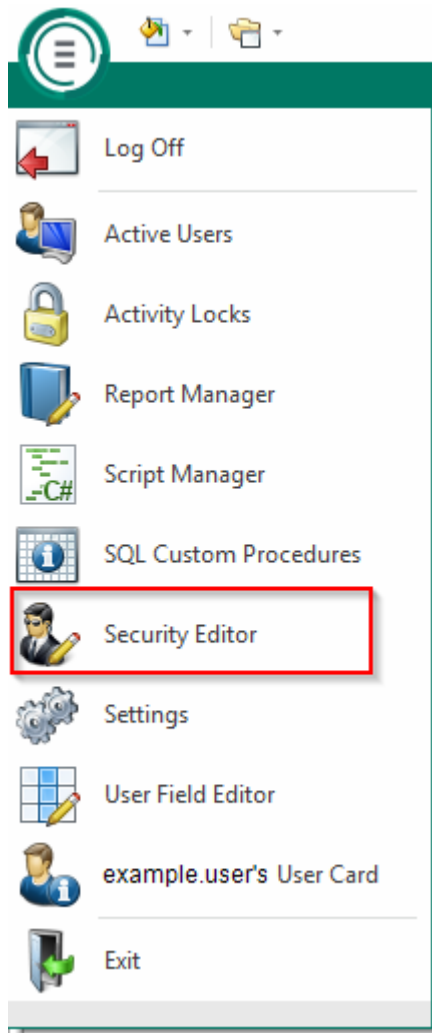 Log Off
Active Users
Activity Locks
Report Manager
C#
Script Manager
SQL Custom Procedures
Security Editor
Settings
User Field Editor
example.user's User Card
Exit